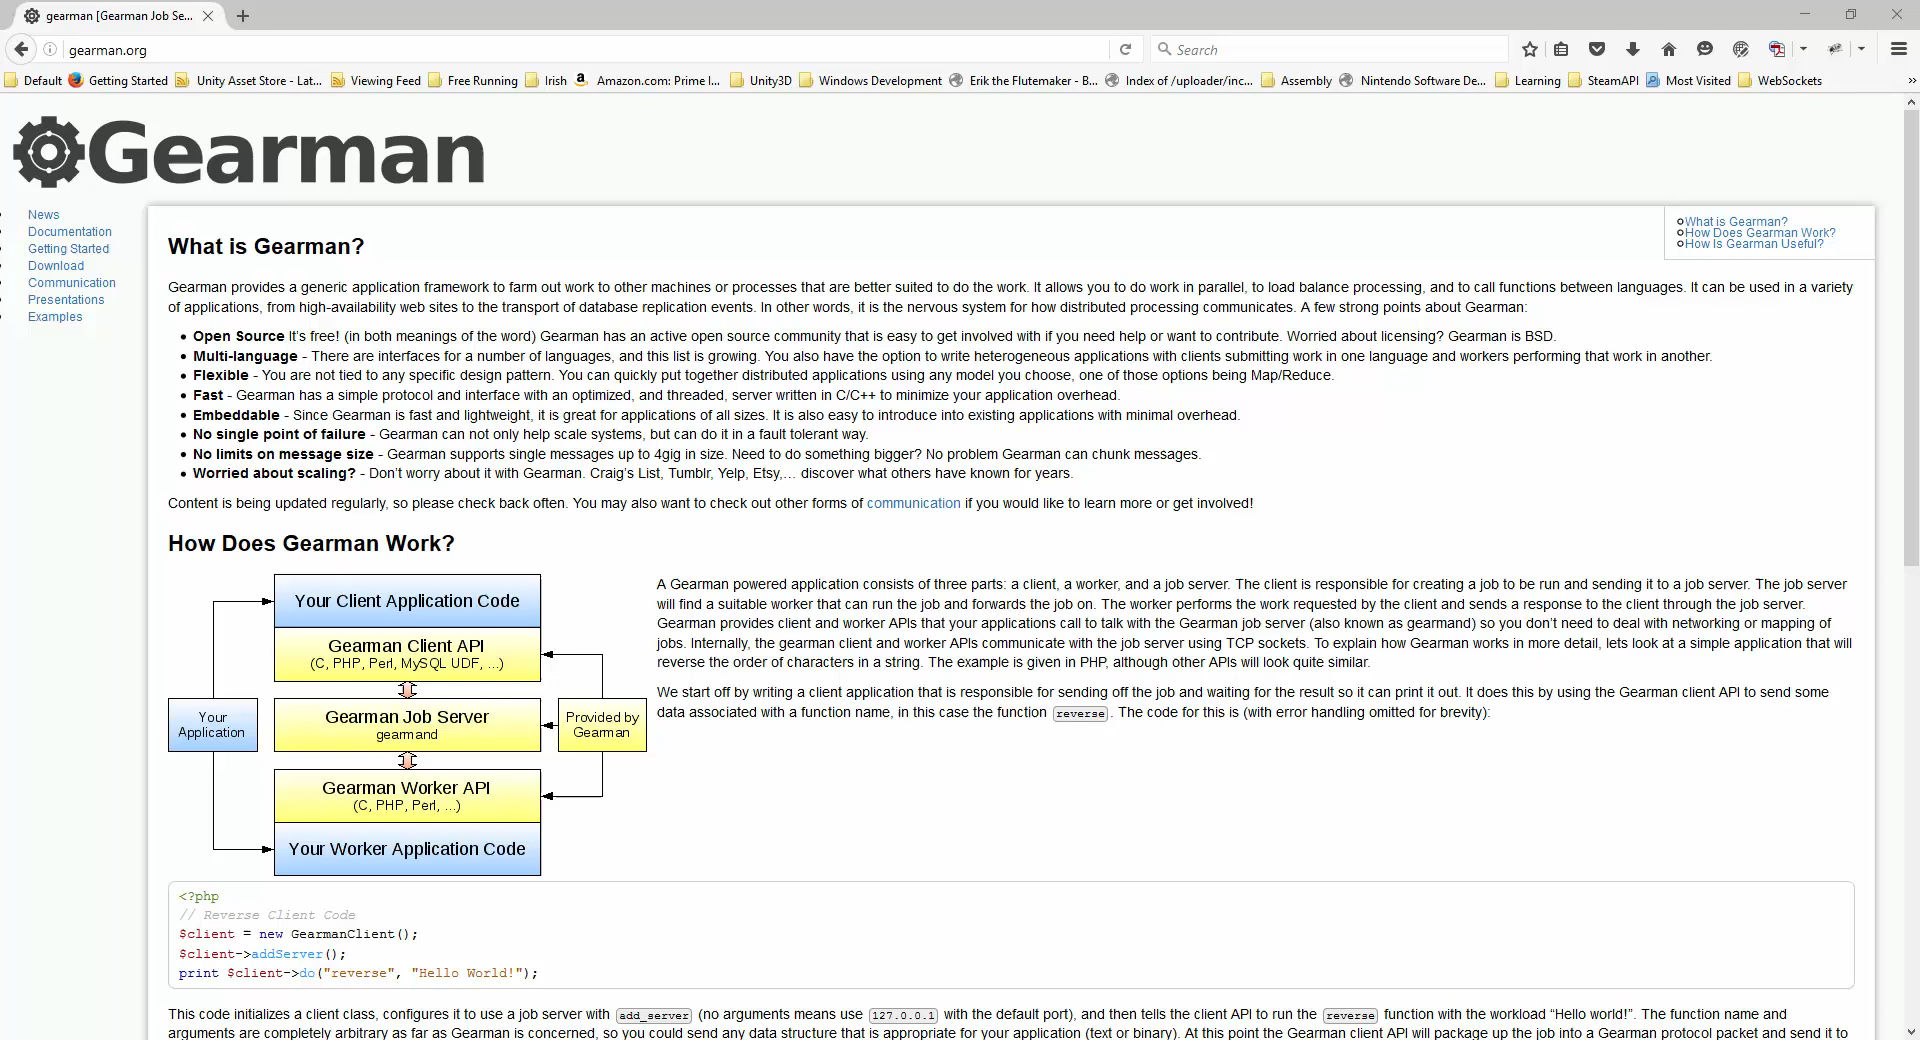 gearman [Gearman Job Se...
gearman.org
Search
Default
Getting Started
Unity Asset Store - Lat...
Viewing Feed
Free Running
Irish
Amazon.com: Prime I...
Unity3D
Windows Development
Erik the Flutemaker - B...
Index of /uploader/inc...
Assembly
Nintendo Software De...
Learning
SteamAPI
Most Visited
WebSockets
Gearman
News
Documentation
Getting Started
Download
Communication
Presentations
Examples
What is Gearman?
How Does Gearman Work?
How Is Gearman Useful?
What is Gearman?
Gearman provides a generic application framework to farm out work to other machines or processes that are better suited to do the work. It allows you to do work in parallel, to load balance processing, and to call functions between languages. It can be used in a variety
of applications, from high-availability web sites to the transport of database replication events. In other words, it is the nervous system for how distributed processing communicates. A few strong points about Gearman:
• Open Source It's free! (in both meanings of the word) Gearman has an active open source community that is easy to get involved with if you need help or want to contribute. Worried about licensing? Gearman is BSD.
• Multi-language - There are interfaces for a number of languages, and this list is growing. You also have the option to write heterogeneous applications with clients submitting work in one language and workers performing that work in another.
• Flexible - You are not tied to any specific design pattern. You can quickly put together distributed applications using any model you choose, one of those options being Map/Reduce.
• Fast - Gearman has a simple protocol and interface with an optimized, and threaded, server written in C/C++ to minimize your application overhead.
• Embeddable - Since Gearman is fast and lightweight, it is great for applications of all sizes. It is also easy to introduce into existing applications with minimal overhead.
• No single point of failure - Gearman can not only help scale systems, but can do it in a fault tolerant way.
• No limits on message size - Gearman supports single messages up to 4gig in size. Need to do something bigger? No problem Gearman can chunk messages.
• Worried about scaling? - Don't worry about it with Gearman. Craig's List, Tumblr, Yelp, Etsy,… discover what others have known for years.
Content is being updated regularly, so please check back often. You may also want to check out other forms of communication if you would like to learn more or get involved!
How Does Gearman Work?
Your Client Application Code
Gearman Client API
(C, PHP, Perl, MySQL UDF, ...)
Your
Application
Gearman Job Server
gearmand
Provided by
Gearman
Gearman Worker API
(C, PHP, Perl, ...)
Your Worker Application Code
A Gearman powered application consists of three parts: a client, a worker, and a job server. The client is responsible for creating a job to be run and sending it to a job server. The job server
will find a suitable worker that can run the job and forwards the job on. The worker performs the work requested by the client and sends a response to the client through the job server.
Gearman provides client and worker APIs that your applications call to talk with the Gearman job server (also known as gearmand) so you don't need to deal with networking or mapping of
jobs. Internally, the gearman client and worker APIs communicate with the job server using TCP sockets. To explain how Gearman works in more detail, lets look at a simple application that will
reverse the order of characters in a string. The example is given in PHP, although other APIs will look quite similar.
We start off by writing a client application that is responsible for sending off the job and waiting for the result so it can print it out. It does this by using the Gearman client API to send some
data associated with a function name, in this case the function reverse. The code for this is (with error handling omitted for brevity):
<?php
// Reverse Client Code
$client = new GearmanClient();
$client->addServer();
print $client->do("reverse", "Hello World!");
This code initializes a client class, configures it to use a job server with add_server (no arguments means use 127.0.0.1 with the default port), and then tells the client API to run the reverse function with the workload “Hello world!”. The function name and
arguments are completely arbitrary as far as Gearman is concerned, so you could send any data structure that is appropriate for your application (text or binary). At this point the Gearman client API will package up the job into a Gearman protocol packet and send it to